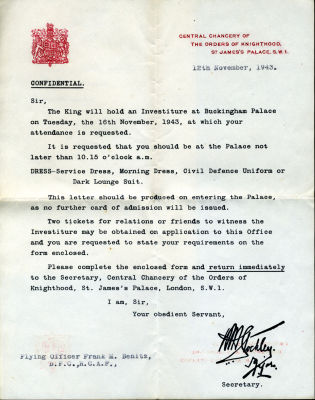 CENTRAL CHANCERY OF
THE ORDERS OF KNIGHTHOOD,
ST JAMES'S PALACE, S.W.1.
12th November, 1943.
CONFIDENTIAL.
Sir,
The King will hold an Investiture at Buckingham Palace
on Tuesday, the 16th November, 1943, at which your
attendance is requested.
It is requested that you should be at the Palace not
later than 10.15 o'clock a.m.
DRESS—Service Dress, Morning Dress, Civil Defence Uniform or
Dark Lounge Suit.
This letter should be produced on entering the Palace,
as no further card of admission will be issued.
Two tickets for relations or friends to witness the
Investiture may be obtained on application to this Office
and you are requested to state your requirements on the
form enclosed.
Please complete the enclosed form and return immediately
to the Secretary, Central Chancery of the Orders of
Knighthood, St. James's Palace, London, S.W.1.
I am, Sir,
Your obedient Servant,
Flying Officer Frank M. Benitz,
D.F.C., R.C.A.F.,
Secretary.